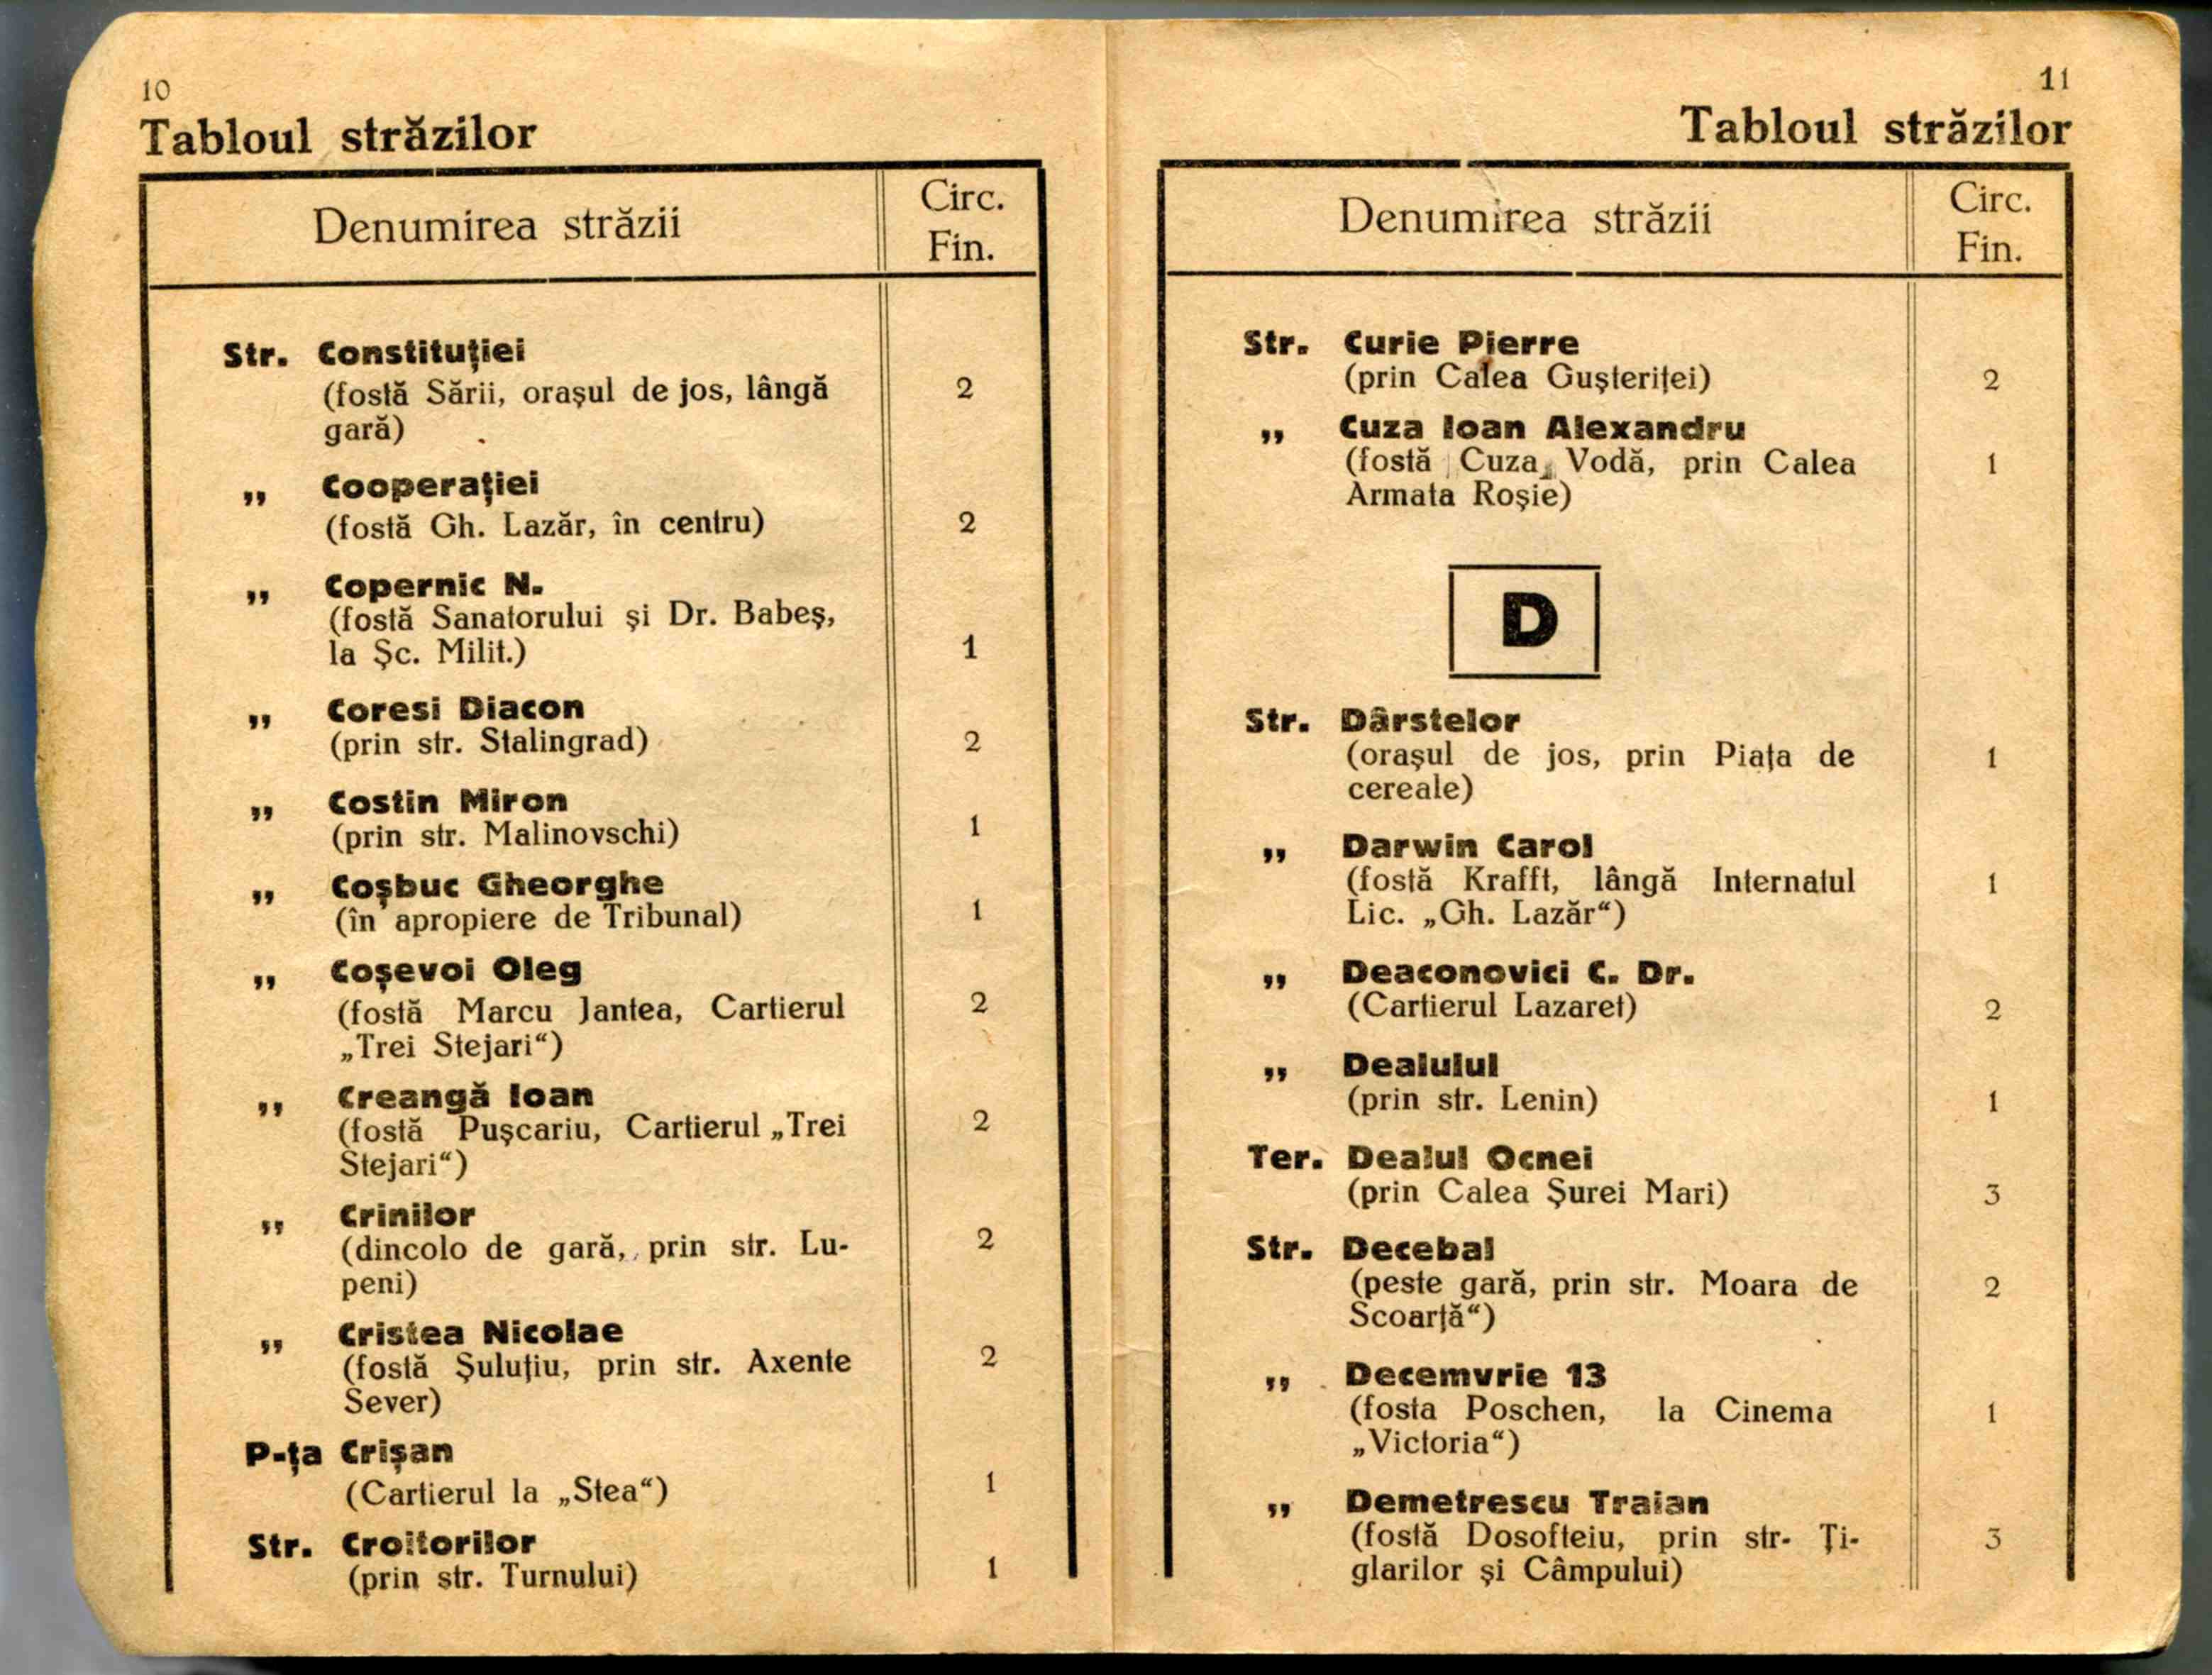 10
Tabloul străzilor
Denumirea străzii
Circ.
Fin.
Str. Constituţiei
(fostă Sării, oraşul de jos, lângă 2
gară)
„ Cooperaţiei
(fostă Gh. Lazăr, în centru) 2
„ Copernic N.
(fostă Sanatorului şi Dr. Babeş,
la Şc. Milit.) 1
„ Coresi Diacon
(prin str. Stalingrad) 2
„ Costin Miron
(prin str. Malinovschi) 1
„ Coşbuc Gheorghe
(în apropiere de Tribunal) 1
„ Coşevoi Oleg
(fostă Marcu Jantea, Cartierul 2
„Trei Stejari“)
„ Creangă Ioan
(fostă Puşcariu, Cartierul „Trei 2
Stejari“)
„ Crinilor
(dincolo de gară, prin str. Lu- 2
peni)
„ Cristea Nicolae
(fostă Şuluţiu, prin str. Axente 2
Sever)
P-ţa Crişan
(Cartierul la „Stea“) 1
Str. Croitorilor
(prin str. Turnului) 1
11
Tabloul străzilor
Denumirea străzii
Circ.
Fin.
Str. Curie Pierre
(prin Calea Guşteriţei) 2
„ Cuza Ioan Alexandru
(fostă Cuza Vodă, prin Calea 1
Armata Roşie)
D
Str. Dârstelor
(oraşul de jos, prin Piaţa de 1
cereale)
„ Darwin Carol
(fostă Krafft, lângă Internatul 1
Lic. „Gh. Lazăr“)
„ Deaconovici C. Dr.
(Cartierul Lazaret) 2
„ Dealului
(prin str. Lenin) 1
Ter. Dealul Ocnei
(prin Calea Şurei Mari) 3
Str. Decebal
(peste gară, prin str. Moara de 2
Scoarţă“)
„ Decemvrie 13
(fosta Poschen, la Cinema 1
„Victoria“)
„ Demetrescu Traian
(fostă Dosofteiu, prin str- Ţi- 3
glarilor şi Câmpului)